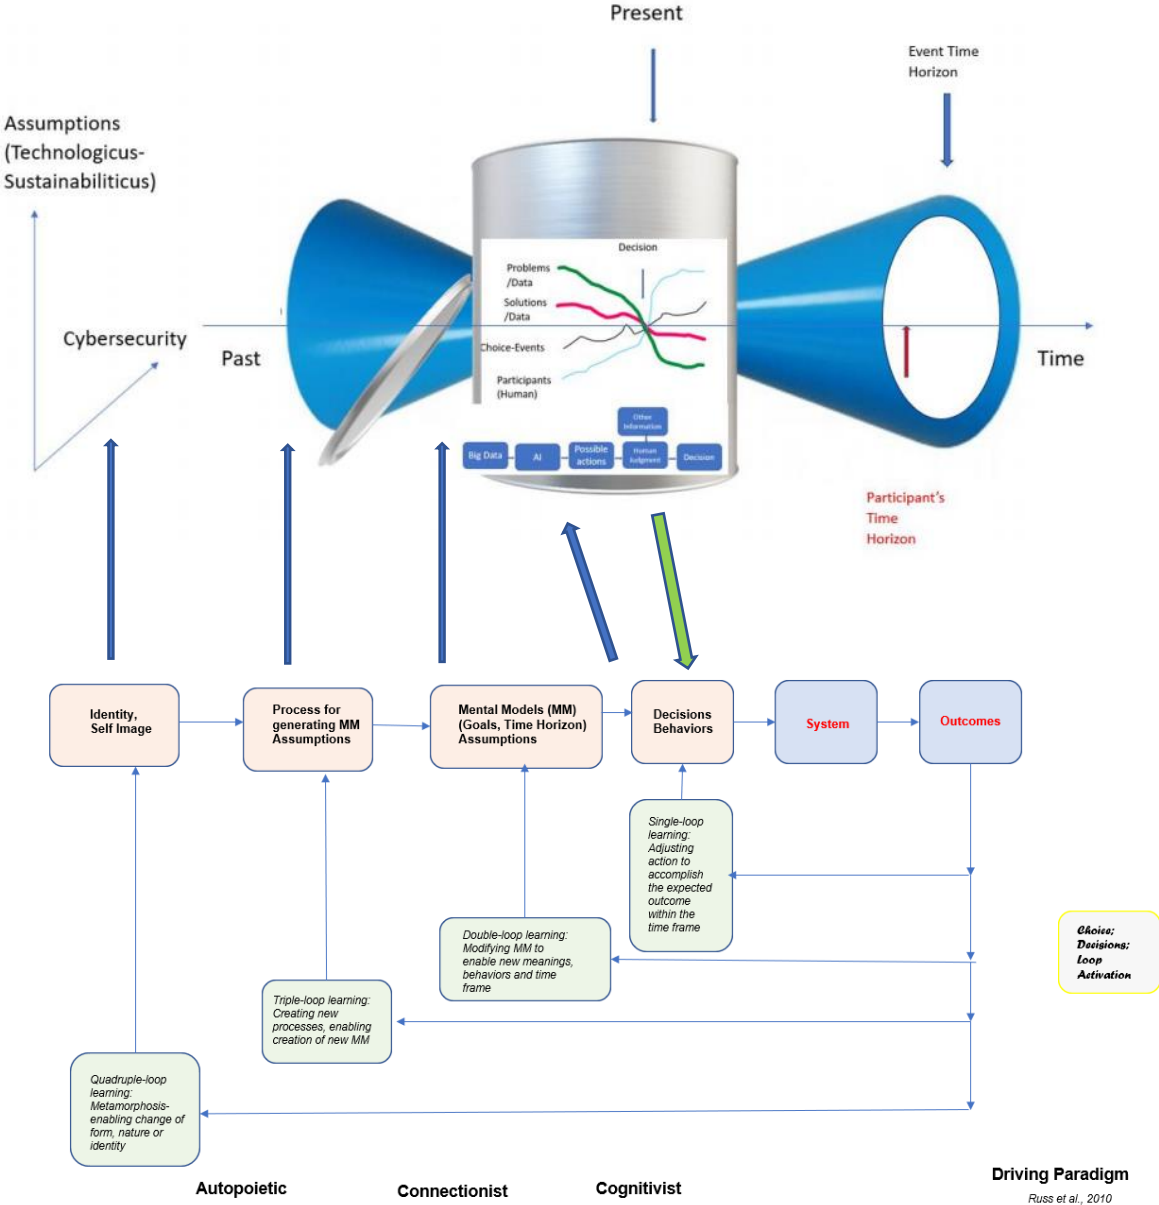 Present
Event Time
Horizon
Assumptions
(Technologicus-
Sustainabiliticus)
Cybersecurity
Past
Time
Decision
Problems
/Data
Solutions
/Data
Choice-Events
Participants
(Human)
Other
Information
Big Data
AI
Possible
actions
Human
Judgment
Decision
Participant's
Time
Horizon
Identity,
Self Image
Process for
generating MM
Assumptions
Mental Models (MM)
(Goals, Time Horizon)
Assumptions
Decisions
Behaviors
System
Outcomes
Single-loop
learning:
Adjusting
action to
accomplish
the expected
outcome
within the
time frame
Double-loop learning:
Modifying MM to
enable new meanings,
behaviors and time
frame
Choice;
Decisions;
Loop
Activation
Triple-loop learning:
Creating new
processes, enabling
creation of new MM
Quadruple-loop
learning:
Metamorphosis-
enabling change of
form, nature or
identity
Autopoietic
Connectionist
Cognitivist
Driving Paradigm
Russ et al., 2010